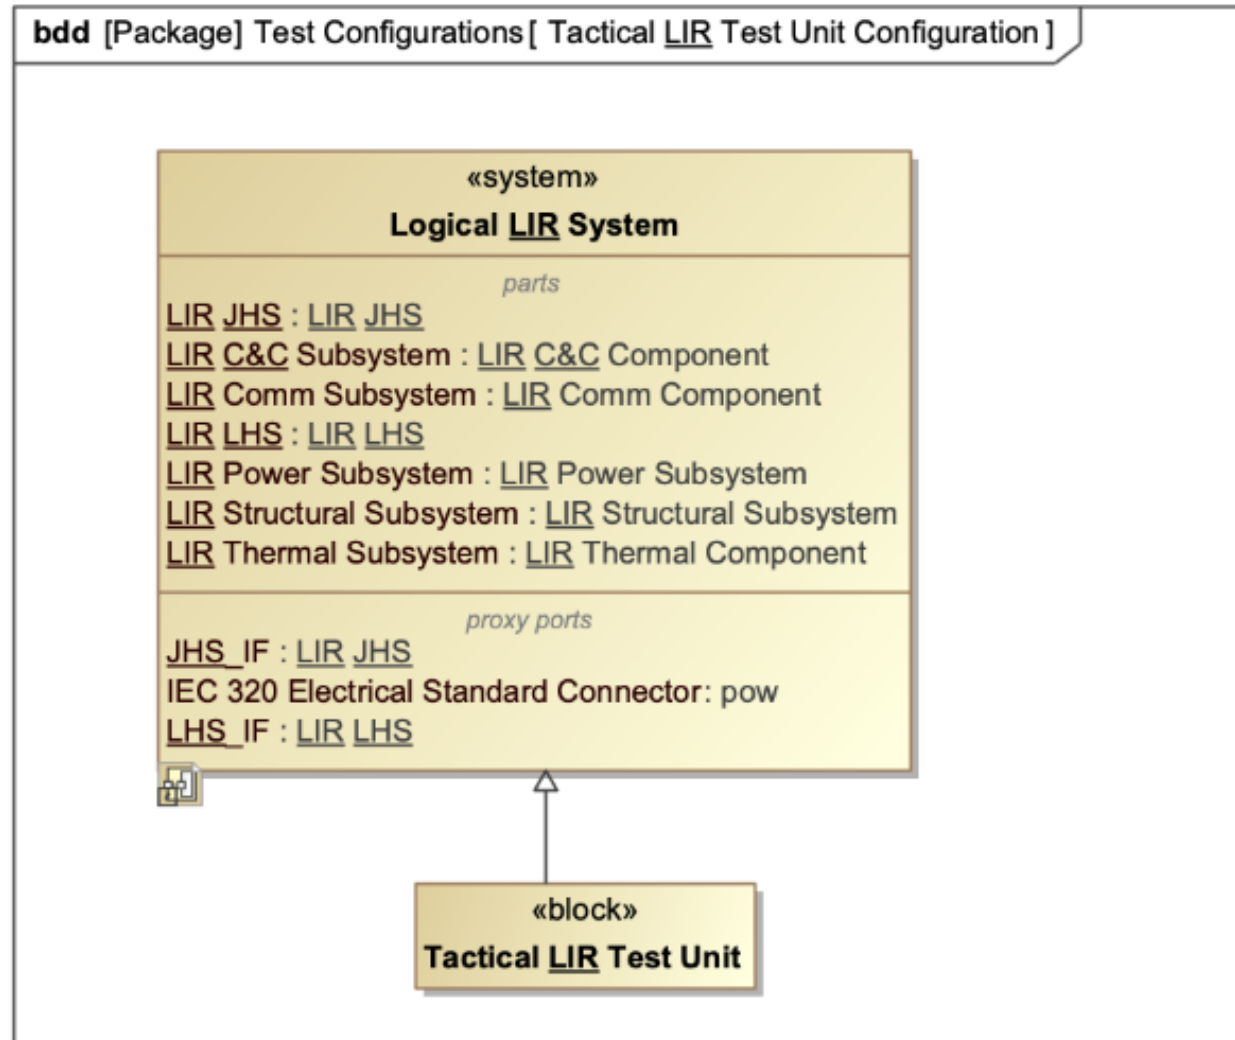 bdd [Package] Test Configurations[ Tactical LIR Test Unit Configuration ]
«system»
Logical LIR System
parts
LIR JHS : LIR JHS
LIR C&C Subsystem : LIR C&C Component
LIR Comm Subsystem : LIR Comm Component
LIR LHS : LIR LHS
LIR Power Subsystem : LIR Power Subsystem
LIR Structural Subsystem : LIR Structural Subsystem
LIR Thermal Subsystem : LIR Thermal Component
proxy ports
JHS_IF : LIR JHS
IEC 320 Electrical Standard Connector: pow
LHS_IF : LIR LHS
«block»
Tactical LIR Test Unit